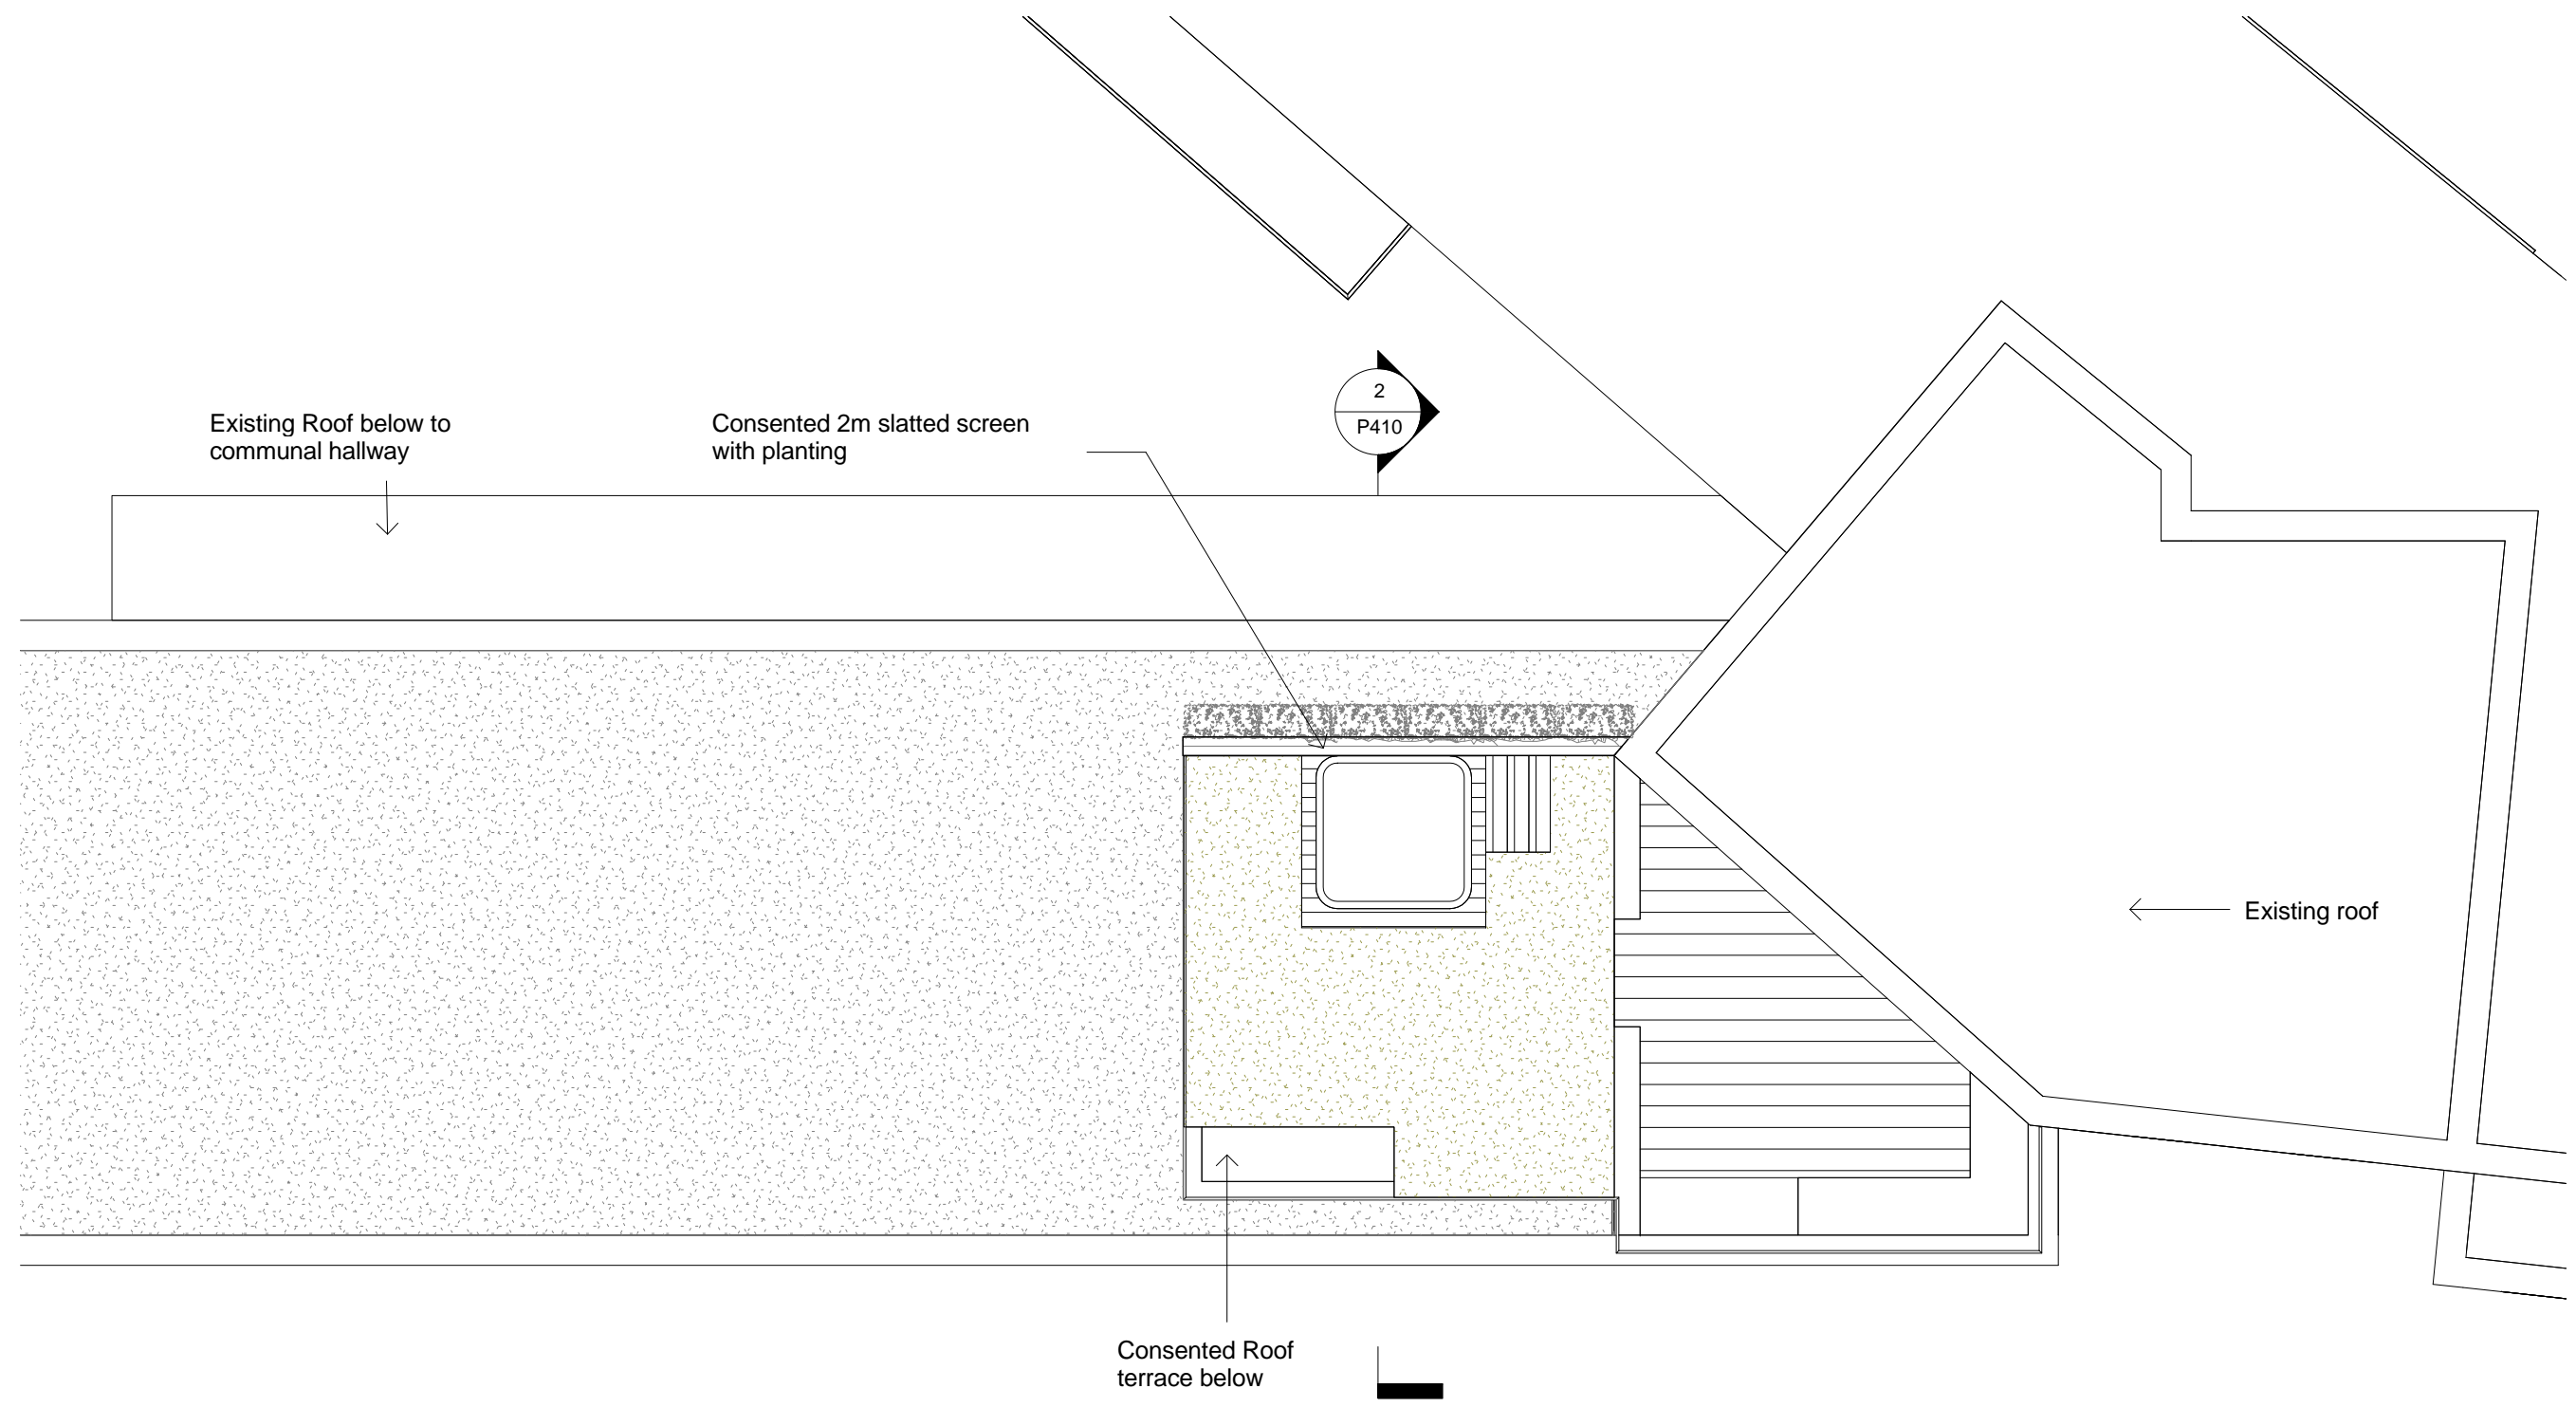 Existing Roof below to
communal hallway
Consented 2m slatted screen
with planting
2
P410
Existing roof
Consented Roof
terrace below